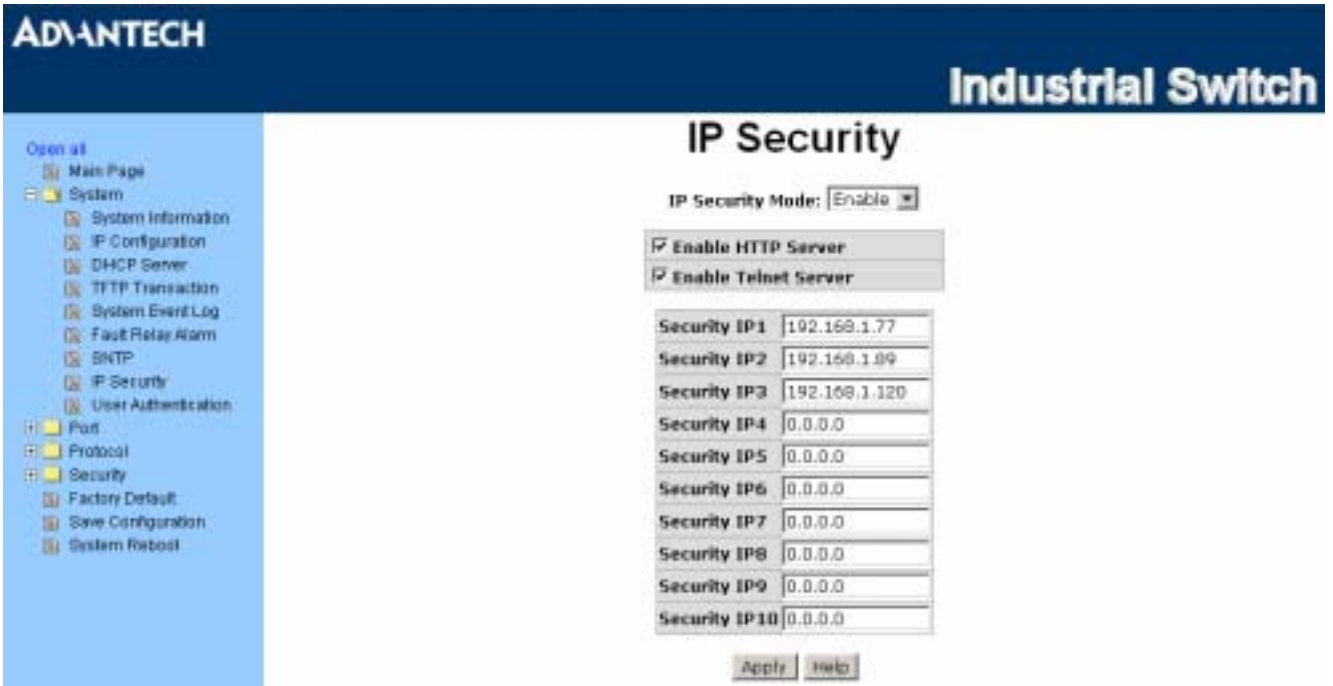 ADVANTECH
Industrial Switch
Open all
Main Page
System
System Information
IP Configuration
DHCP Server
TFTP Transaction
System Event Log
Fault Relay Alarm
SNTP
IP Security
User Authentication
Port
Protocol
Security
Factory Default
Save Configuration
System Reboot
IP Security
IP Security Mode: Enable
Enable HTTP Server
Enable Telnet Server
Security IP1 192.168.1.77
Security IP2 192.168.1.89
Security IP3 192.168.1.120
Security IP4 0.0.0.0
Security IP5 0.0.0.0
Security IP6 0.0.0.0
Security IP7 0.0.0.0
Security IP8 0.0.0.0
Security IP9 0.0.0.0
Security IP10 0.0.0.0
Apply Help